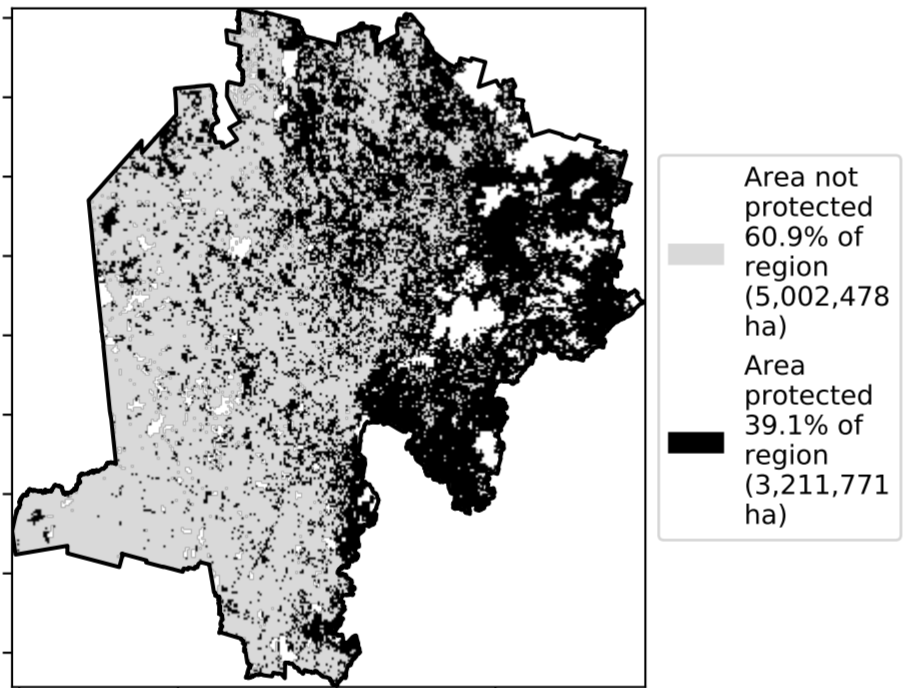 Area not
protected
60.9% of
region
(5,002,478
ha)
Area
protected
39.1% of
region
(3,211,771
ha)